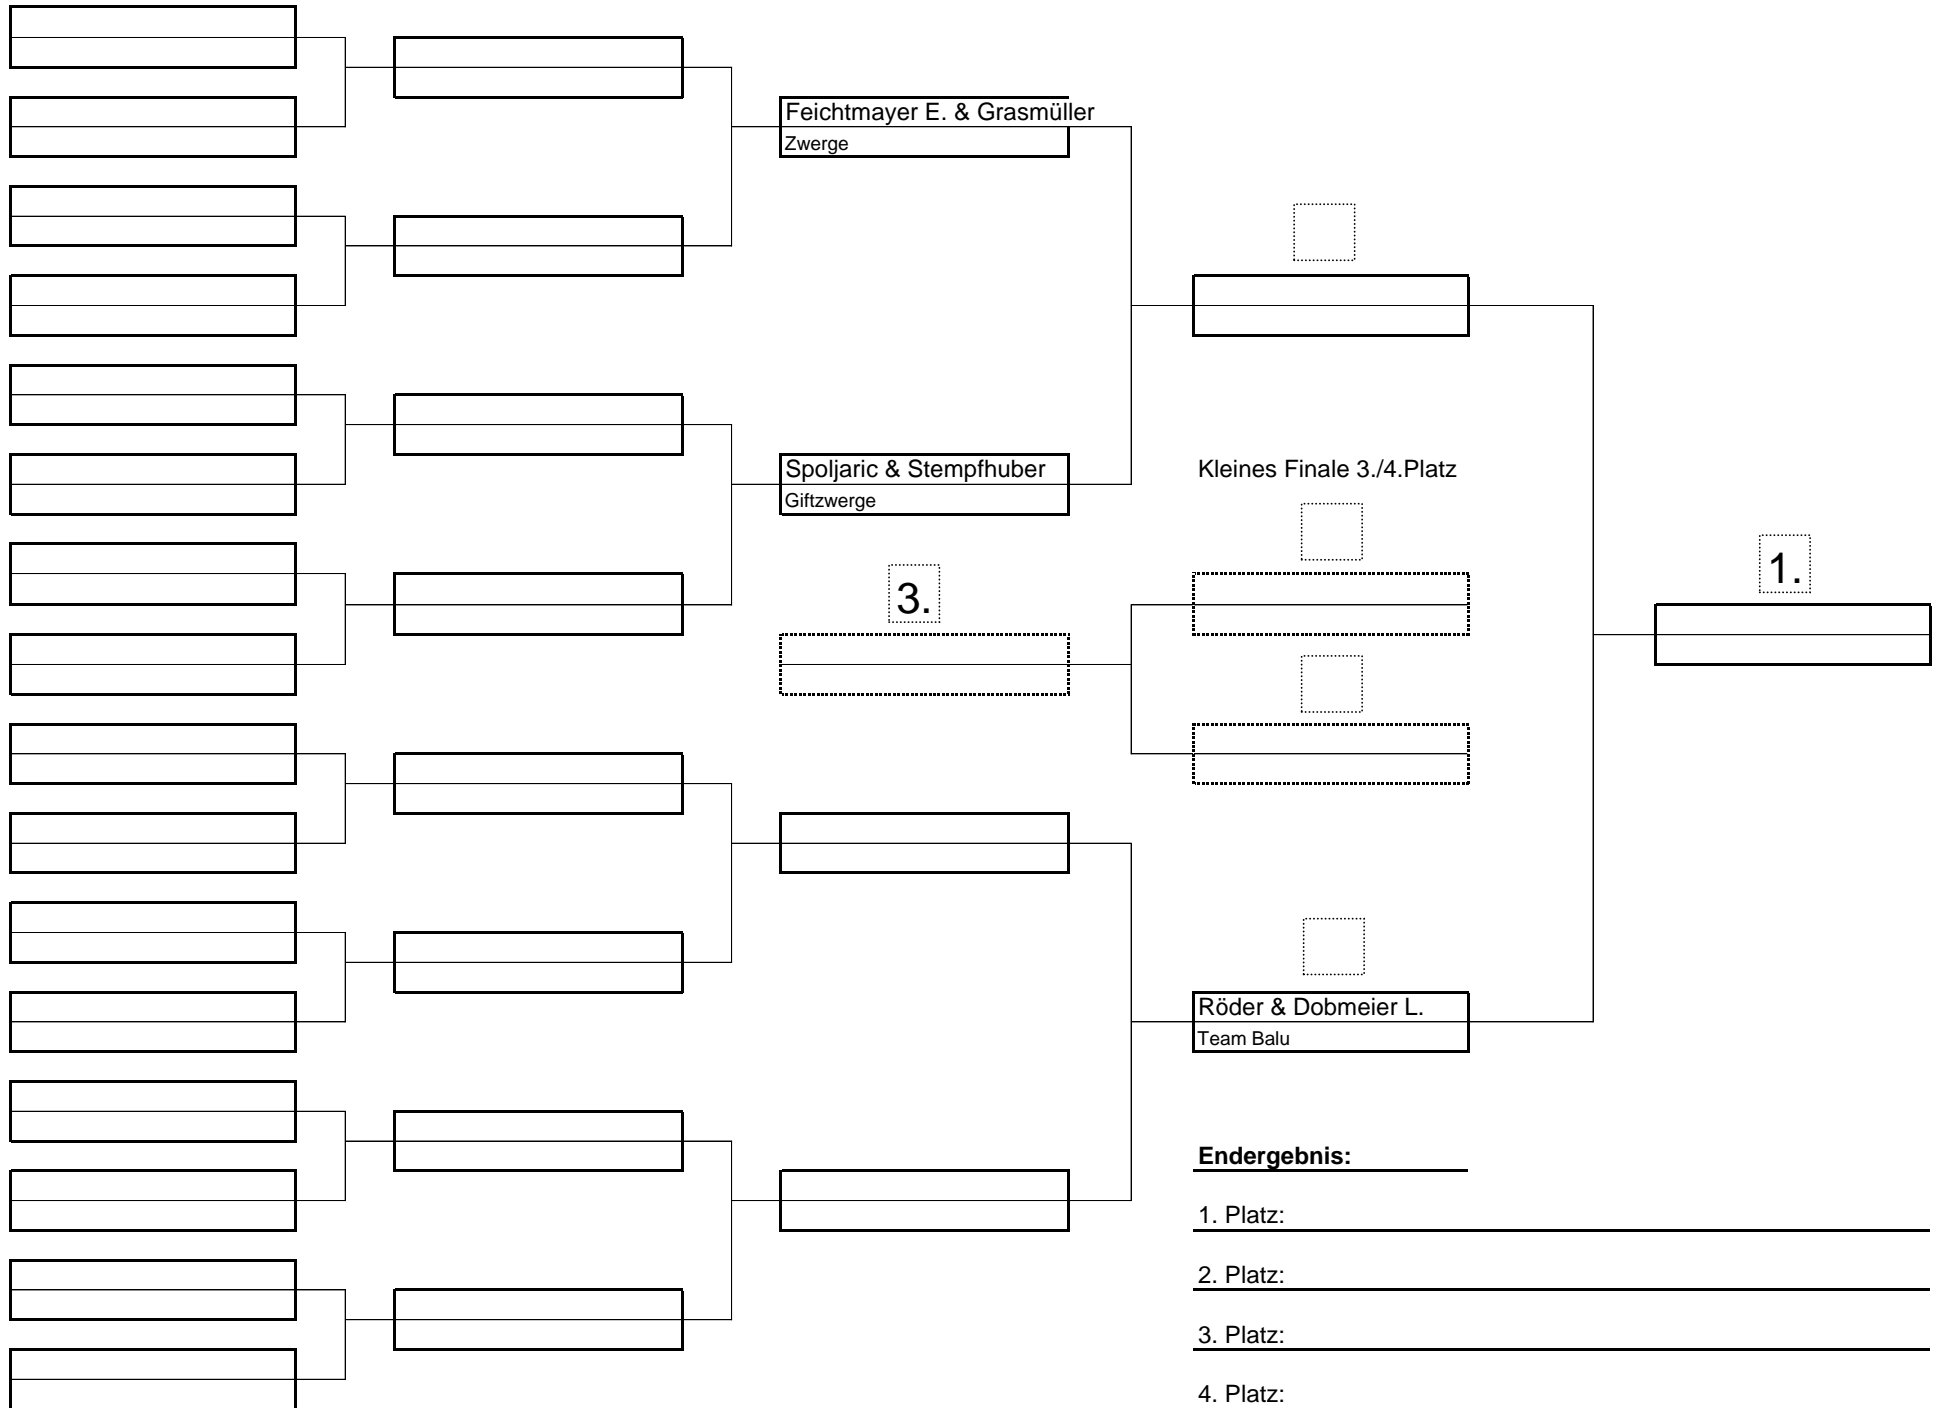 Feichtmayer E. & Grasmüller
Zwerge
Spoljaric & Stempfhuber
Giftzwerge
Kleines Finale 3./4.Platz
3.
1.
Röder & Dobmeier L.
Team Balu
Endergebnis:
1. Platz:
2. Platz:
3. Platz:
4. Platz: